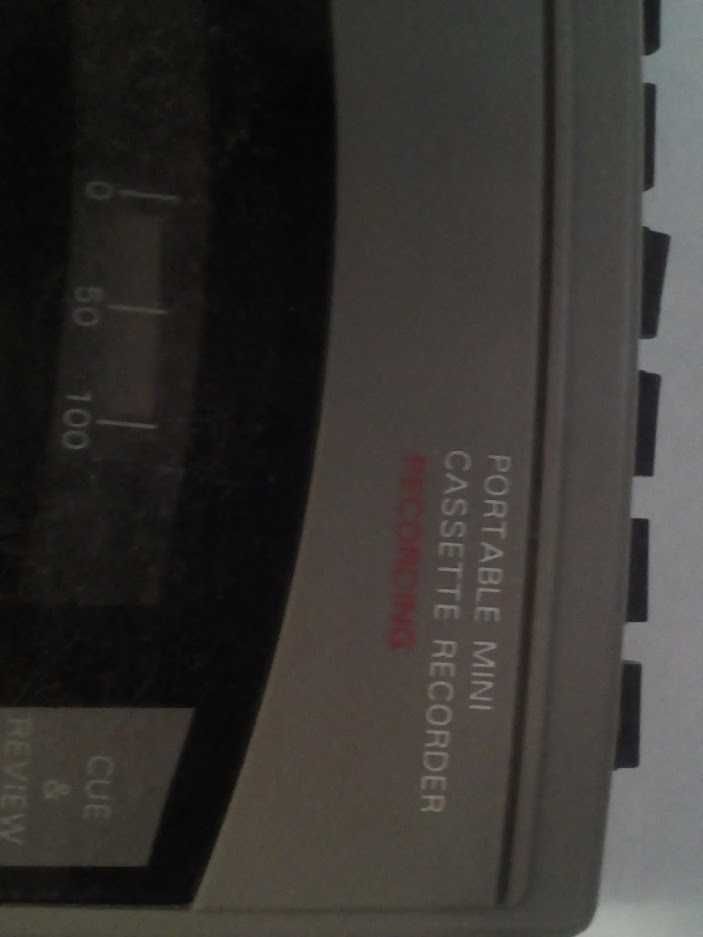 PORTABLE MINI
CASSETTE RECORDER
RECORDING
0 50 100
CUE
&
REVIEW